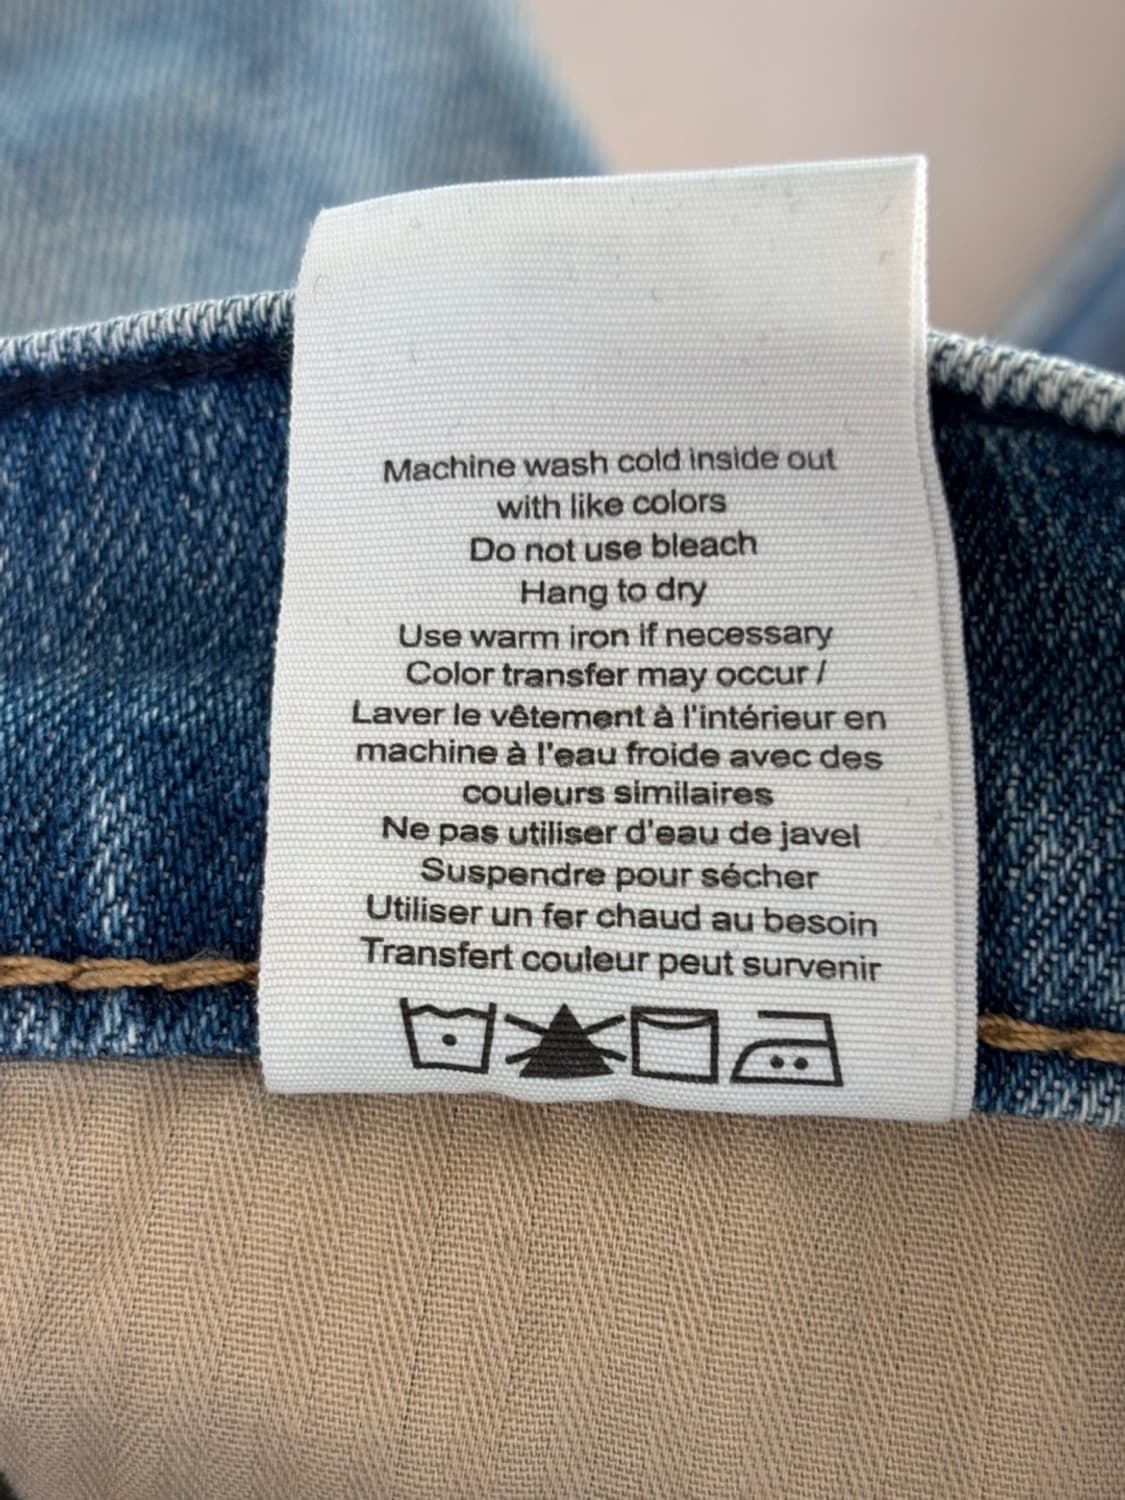 Machine wash cold inside out
with like colors
Do not use bleach
Hang to dry
Use warm iron if necessary
Color transfer may occur /
Laver le vêtement à l'intérieur en
machine à l'eau froide avec des
couleurs similaires
Ne pas utiliser d'eau de javel
Suspendre pour sécher
Utiliser un fer chaud au besoin
Transfert couleur peut survenir